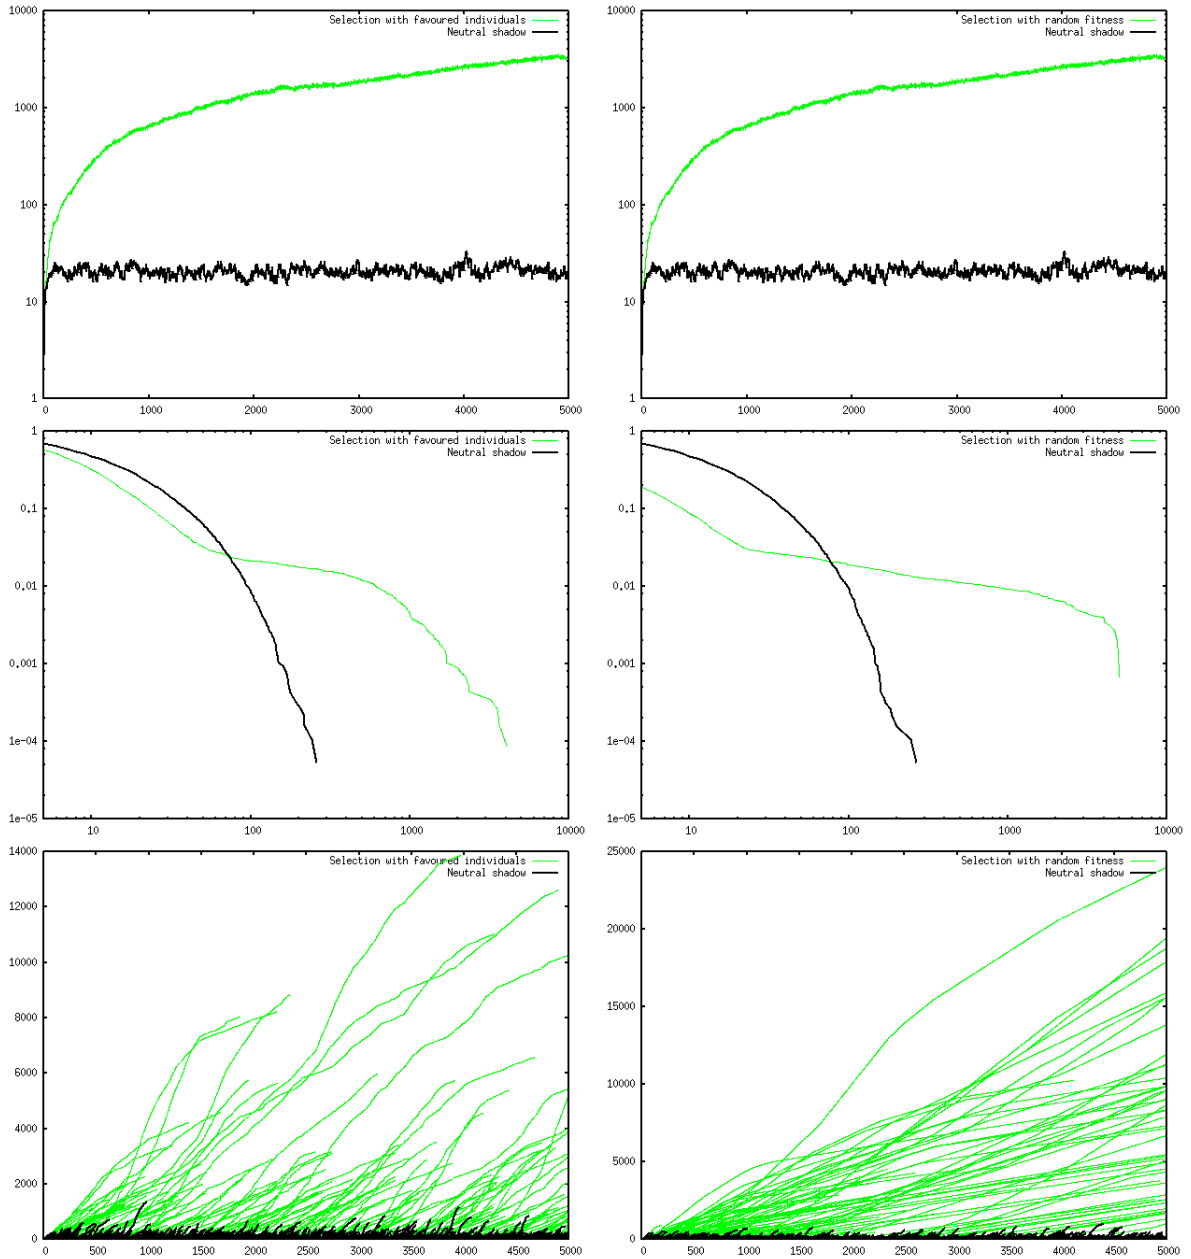 10000
1000
100
10
1
0 1000 2000 3000 4000 5000
Selection with favoured individuals
Neutral shadow
10000
1000
100
10
1
0 1000 2000 3000 4000 5000
Selection with random fitness
Neutral shadow
1
0.1
0.01
0.001
1e-04
1e-05
10 100 1000 10000
Selection with favoured individuals
Neutral shadow
1
0.1
0.01
0.001
1e-04
1e-05
10 100 1000 10000
Selection with random fitness
Neutral shadow
14000
12000
10000
8000
6000
4000
2000
0
0 500 1000 1500 2000 2500 3000 3500 4000 4500 5000
Selection with favoured individuals
Neutral shadow
25000
20000
15000
10000
5000
0
0 500 1000 1500 2000 2500 3000 3500 4000 4500 5000
Selection with random fitness
Neutral shadow